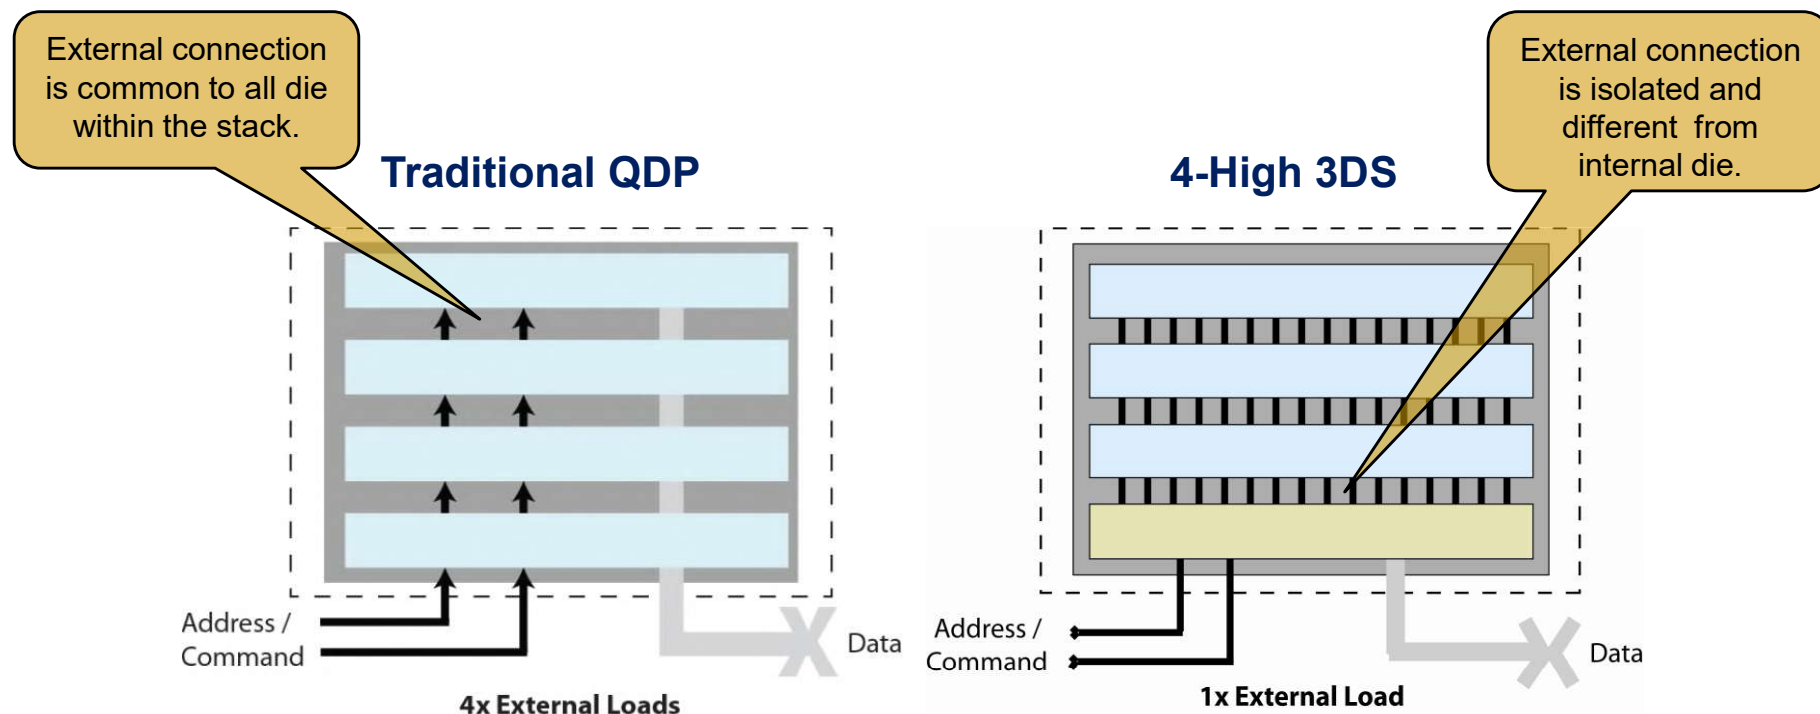 External connection
is common to all die
within the stack.
Traditional QDP
Address /
Command
Data
4x External Loads
External connection
is isolated and
different from
internal die.
4-High 3DS
Address /
Command
Data
1x External Load